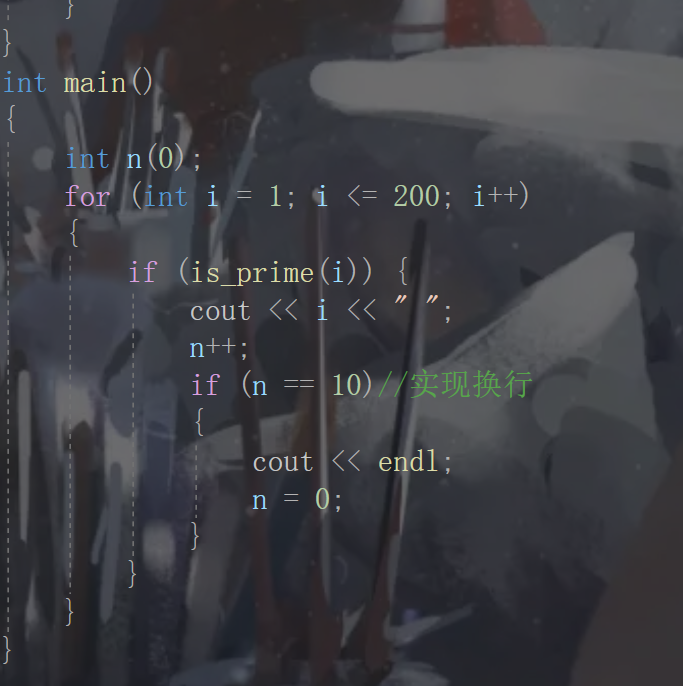 }
}
int main()
{
int n(0);
for (int i = 1; i <= 200; i++)
{
if (is_prime(i)) {
cout << i << " ";
n++;
if (n == 10)//实现换行
{
cout << endl;
n = 0;
}
}
}
}